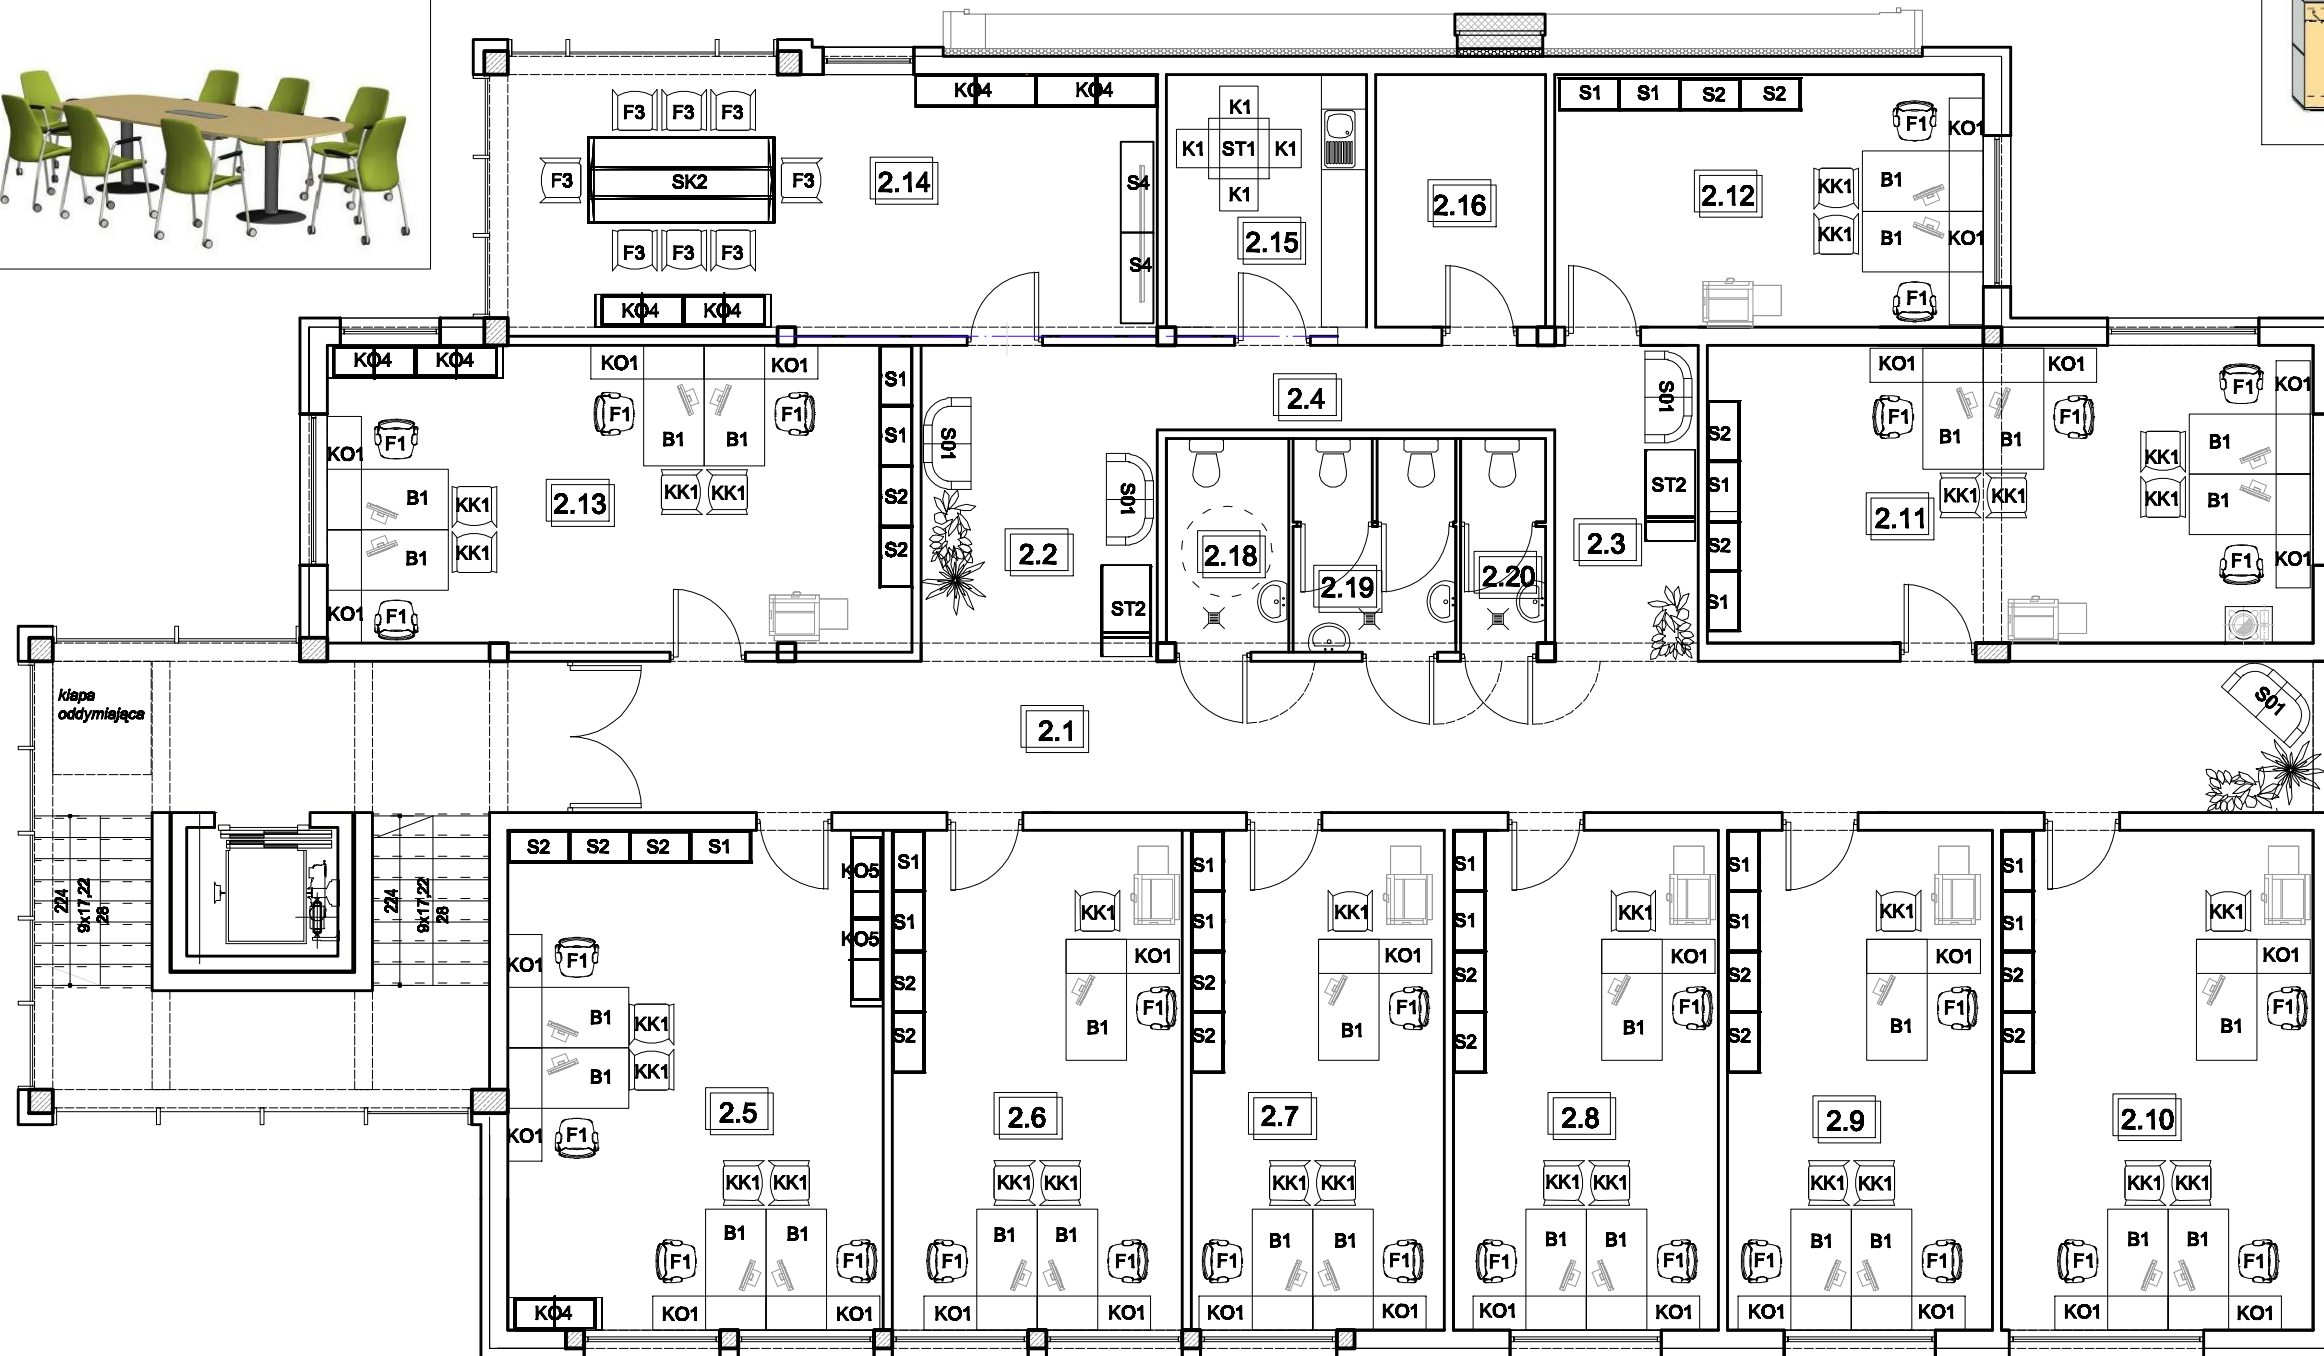 KO4 KO4
S1 S1 S2 S2
F3 F3 F3
K1
F1 KO1
K1 ST1 K1
F3 SK2 F3
2.14
S4
K1
2.16
2.12
KK1 B1
2.15
KK1 B1 KO1
F3 F3 F3
S4
F1
KO4 KO4
KO4 KO4
KO1 KO1
S1
2.4
S01
KO1 KO1
F1 KO1
F1 F1
F1
KO1
B1 B1
S1
S01
S2
F1 F1
B1 B1
KK1 B1
2.13
KK1 B1
KK1 KK1
S2
S01
ST2
S1
KK1 KK1
KK1 B1
2.11
B1 KK1
S2
2.2
2.18
2.19
2.20
2.3
S2
F1 KO1
KO1 F1
ST2
S1
klapa
oddymiająca
2.1
S01
S2 S2 S2 S1
KO5
S1
S1
S1
S1
S1
224
9x17,22
28
224
9x17,22
28
KO5
S1
KK1
S1
KK1
S1
KK1
S1
KK1
S1
KK1
KO1 F1
S2
KO1
S2
KO1
S2
KO1
S2
KO1
S2
KO1
B1 KK1
S2
B1 F1
S2
B1 F1
S2
B1 F1
S2
B1 F1
S2
B1 F1
B1 KK1
KO1 F1
2.5
2.6
2.7
2.8
2.9
2.10
KK1 KK1
KK1 KK1
KK1 KK1
KK1 KK1
KK1 KK1
KK1 KK1
B1 B1
B1 B1
B1 B1
B1 B1
B1 B1
B1 B1
F1 F1
F1 F1
F1 F1
F1 F1
F1 F1
F1 F1
KO4
KO1 KO1
KO1 KO1
KO1 KO1
KO1 KO1
KO1 KO1
KO1 KO1